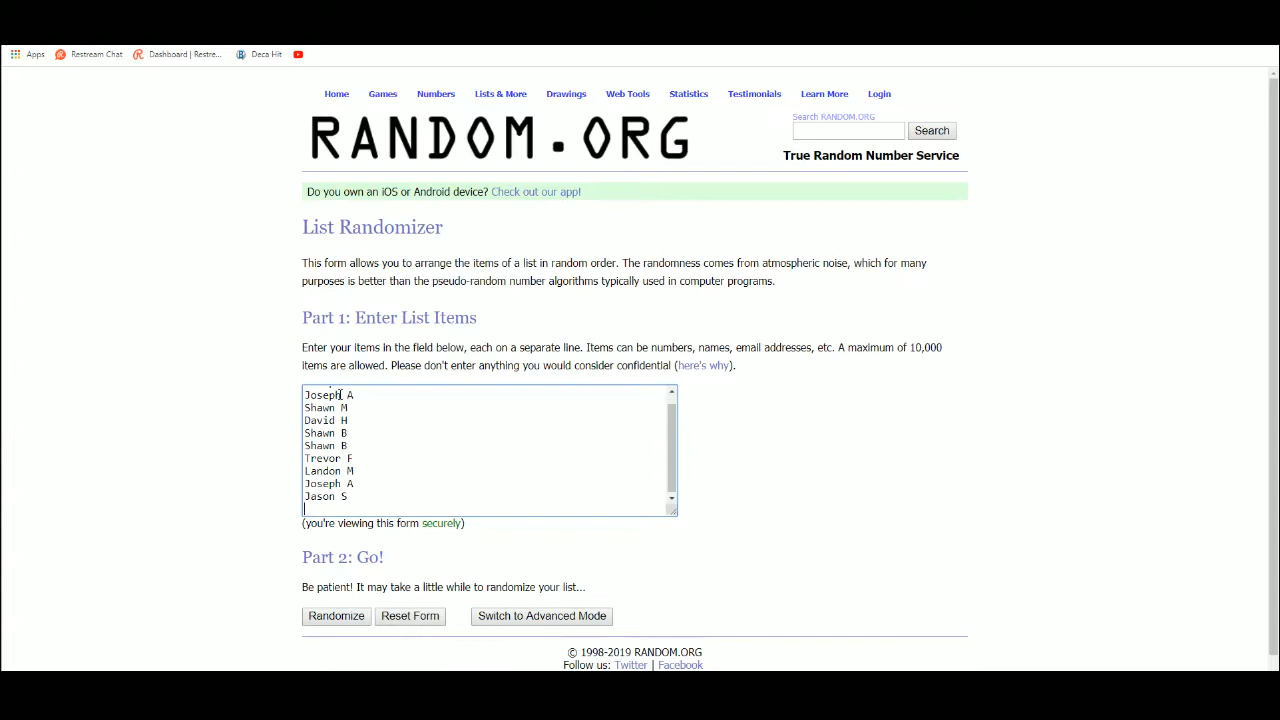 Apps Restream Chat Dashboard | Restre... Deca Hit
Home Games Numbers Lists & More Drawings Web Tools Statistics Testimonials Learn More Login
RANDOM.ORG
Search RANDOM.ORG
Search
True Random Number Service
Do you own an iOS or Android device? Check out our app!
List Randomizer
This form allows you to arrange the items of a list in random order. The randomness comes from atmospheric noise, which for many
purposes is better than the pseudo-random number algorithms typically used in computer programs.
Part 1: Enter List Items
Enter your items in the field below, each on a separate line. Items can be numbers, names, email addresses, etc. A maximum of 10,000
items are allowed. Please don't enter anything you would consider confidential (here's why).
Joseph A
Shawn M
David H
Shawn B
Shawn B
Trevor F
Landon M
Joseph A
Jason S
(you're viewing this form securely)
Part 2: Go!
Be patient! It may take a little while to randomize your list...
Randomize Reset Form Switch to Advanced Mode
© 1998-2019 RANDOM.ORG
Follow us: Twitter | Facebook